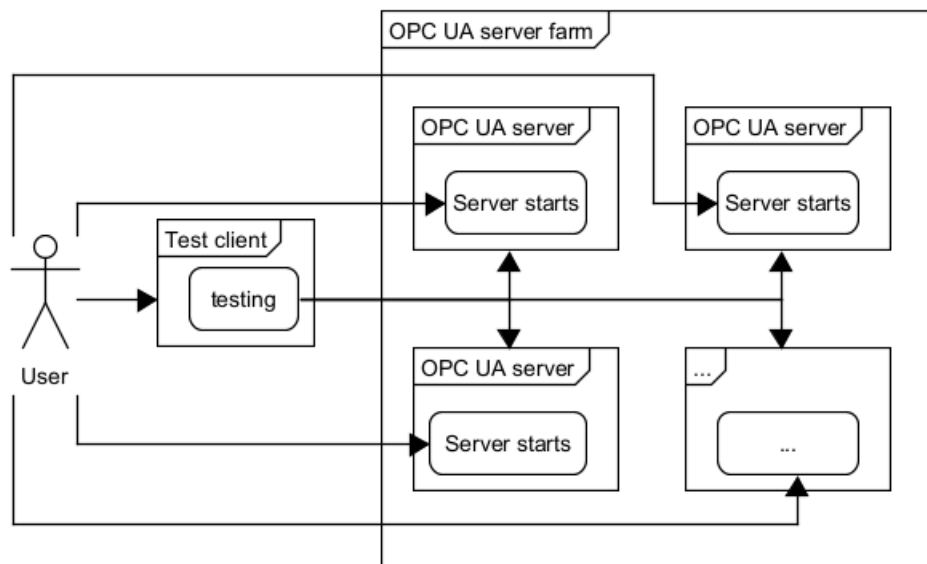 OPC UA server farm
OPC UA server
OPC UA server
Server starts
Server starts
Test client
testing
User
OPC UA server
...
Server starts
...